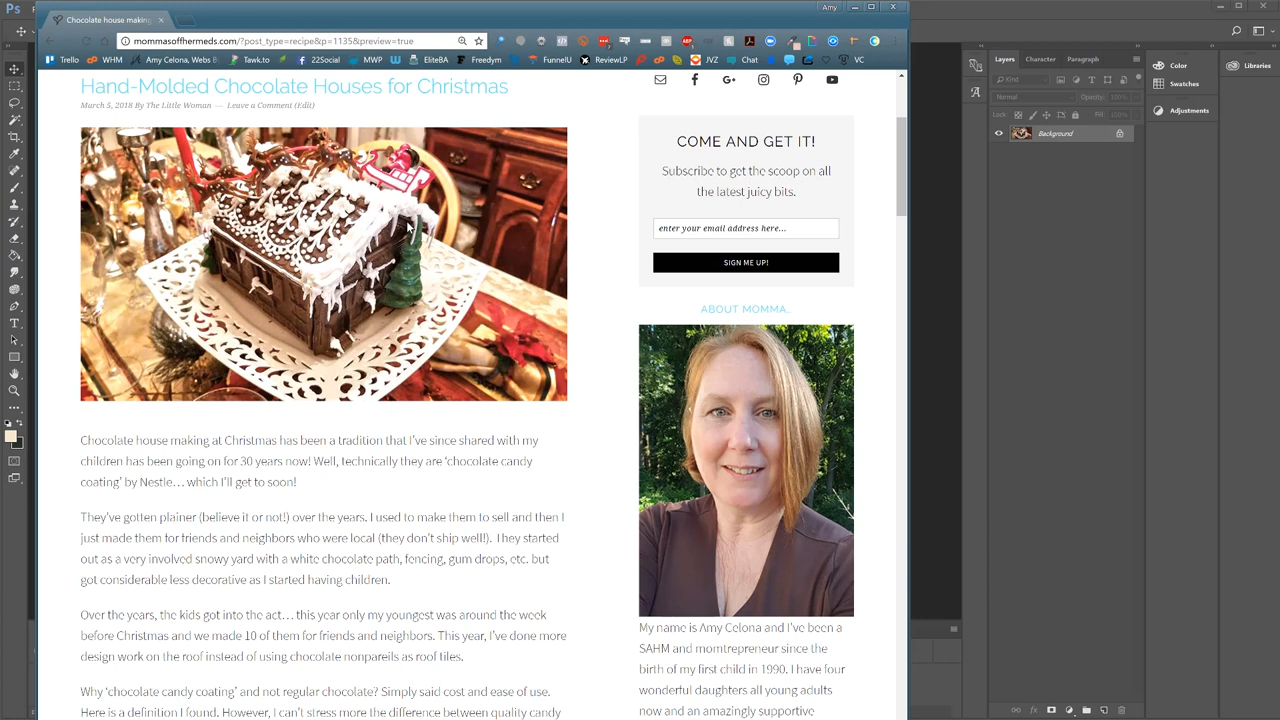 Ps
Amy
Chocolate house making
mommasoffhermeds.com/?post_type=recipe&p=1135&preview=true
Trello WHM Amy Celona, Webs B Tawk.to 22Social MWP EliteBA Freedym FunnelU ReviewLP JVZ Chat PicM VC
Hand-Molded Chocolate Houses for Christmas
March 5, 2018 By The Little Woman — Leave a Comment (Edit)
Chocolate house making at Christmas has been a tradition that I've since shared with my
children has been going on for 30 years now! Well, technically they are 'chocolate candy
coating' by Nestle… which I'll get to soon!
They've gotten plainer (believe it or not!) over the years. I used to make them to sell and then I
just made them for friends and neighbors who were local (they don't ship well!). They started
out as a very involved snowy yard with a white chocolate path, fencing, gum drops, etc. but
got considerable less decorative as I started having children.
Over the years, the kids got into the act… this year only my youngest was around the week
before Christmas and we made 10 of them for friends and neighbors. This year, I've done more
design work on the roof instead of using chocolate nonpareils as roof tiles.
Why 'chocolate candy coating' and not regular chocolate? Simply said cost and ease of use.
Here is a definition I found. However, I can't stress more the difference between quality candy
COME AND GET IT!
Subscribe to get the scoop on all
the latest juicy bits.
enter your email address here...
SIGN ME UP!
ABOUT MOMMA…
My name is Amy Celona and I've been a
SAHM and momtrepreneur since the
birth of my first child in 1990. I have four
wonderful daughters all young adults
now and an amazingly supportive
Layers Character Paragraph
Kind
Normal Opacity: 100%
Lock: Fill: 100%
Background
Color
Swatches
Adjustments
Libraries